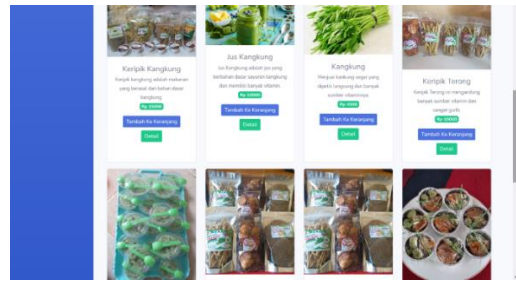 Keripik Kangkung
Keripik kangkung adalah makanan
yang berasal dari bahan dasar
kangkung
Tambah Ke Keranjang
Detail
Jus Kangkung
Jus Kangkung adalah jus yang
berbahan dasar sayuran kangkung
dan memiliki banyak vitamin.
Tambah Ke Keranjang
Detail
Kangkung
Menjual kankung segar yang
dipetik langsung dan banyak
sumber vitaminnya
Tambah Ke Keranjang
Detail
Keripik Terong
Keripik Terong ini mengandung
banyak sumber vitamin dan
sangat gurih
Tambah Ke Keranjang
Detail